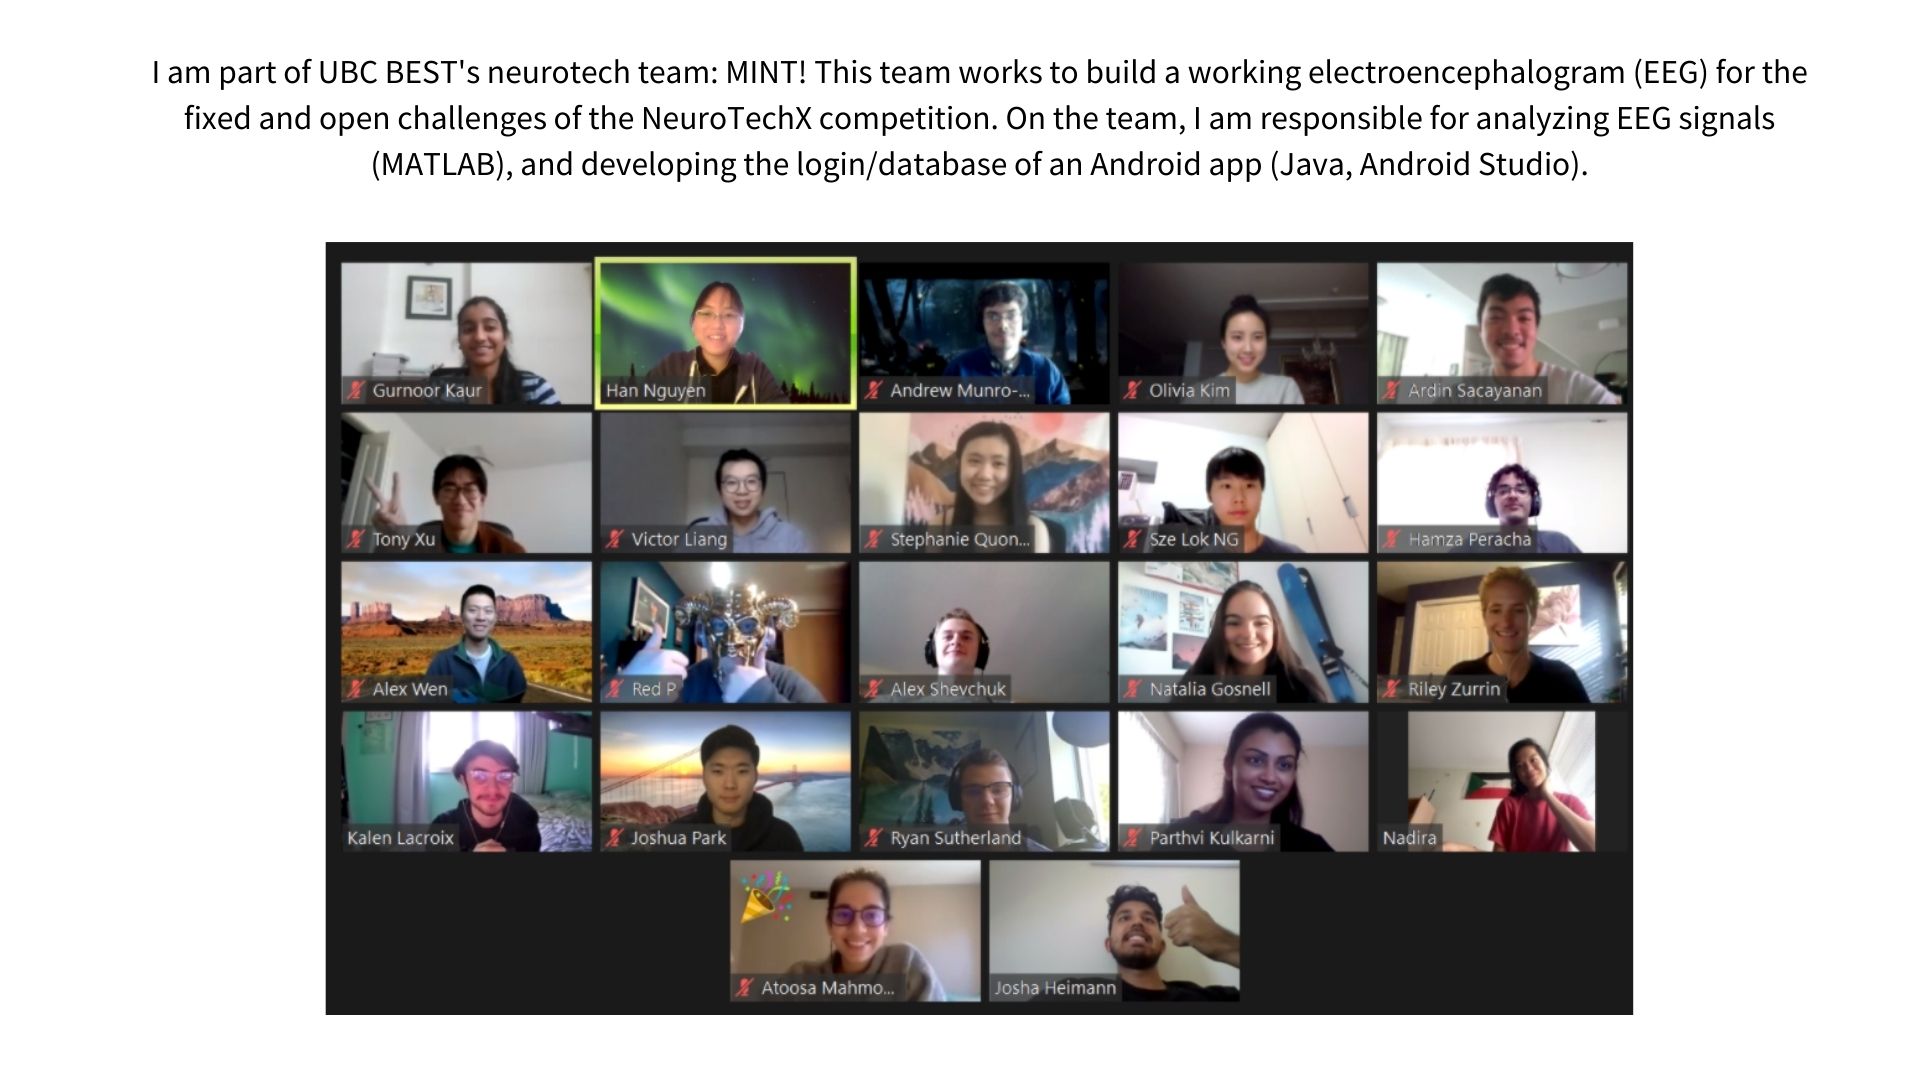 I am part of UBC BEST's neurotech team: MINT! This team works to build a working electroencephalogram (EEG) for the
fixed and open challenges of the NeuroTechX competition. On the team, I am responsible for analyzing EEG signals
(MATLAB), and developing the login/database of an Android app (Java, Android Studio).
Gurnoor Kaur
Han Nguyen
Andrew Munro-...
Olivia Kim
Ardin Sacayanan
Tony Xu
Victor Liang
Stephanie Quon...
Sze Lok NG
Hamza Peracha
Alex Wen
Red P
Alex Shevchuk
Natalia Gosnell
Riley Zurrin
Kalen Lacroix
Joshua Park
Ryan Sutherland
Parthvi Kulkarni
Nadira
Atoosa Mahmo...
Josha Heimann